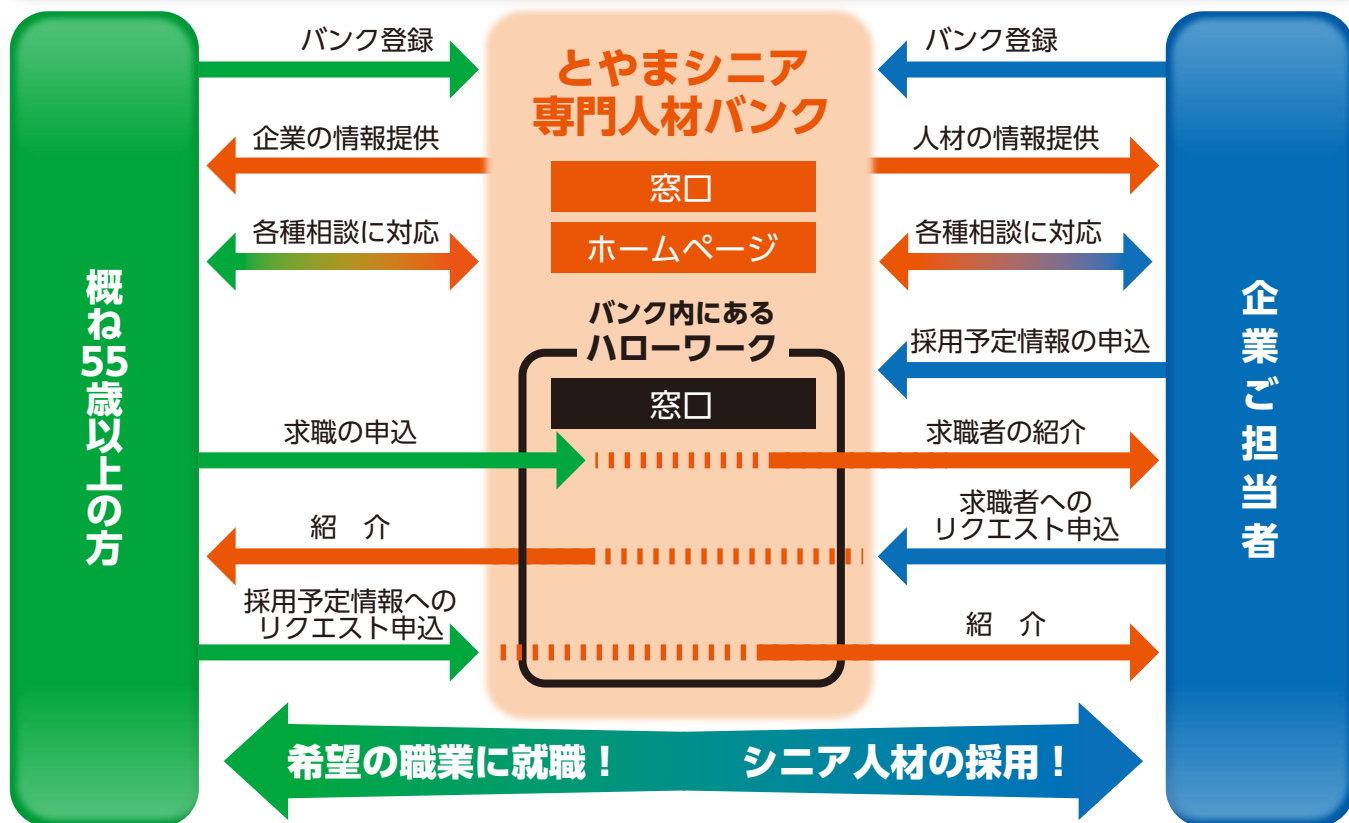 概ね55歳以上の方
バンク登録
企業の情報提供
各種相談に対応
求職の申込
紹　介
採用予定情報への
リクエスト申込
とやまシニア
専門人材バンク
窓口
ホームページ
バンク内にある
ハローワーク
窓口
バンク登録
人材の情報提供
各種相談に対応
採用予定情報の申込
求職者の紹介
求職者への
リクエスト申込
紹　介
企業ご担当者
希望の職業に就職！
シニア人材の採用！